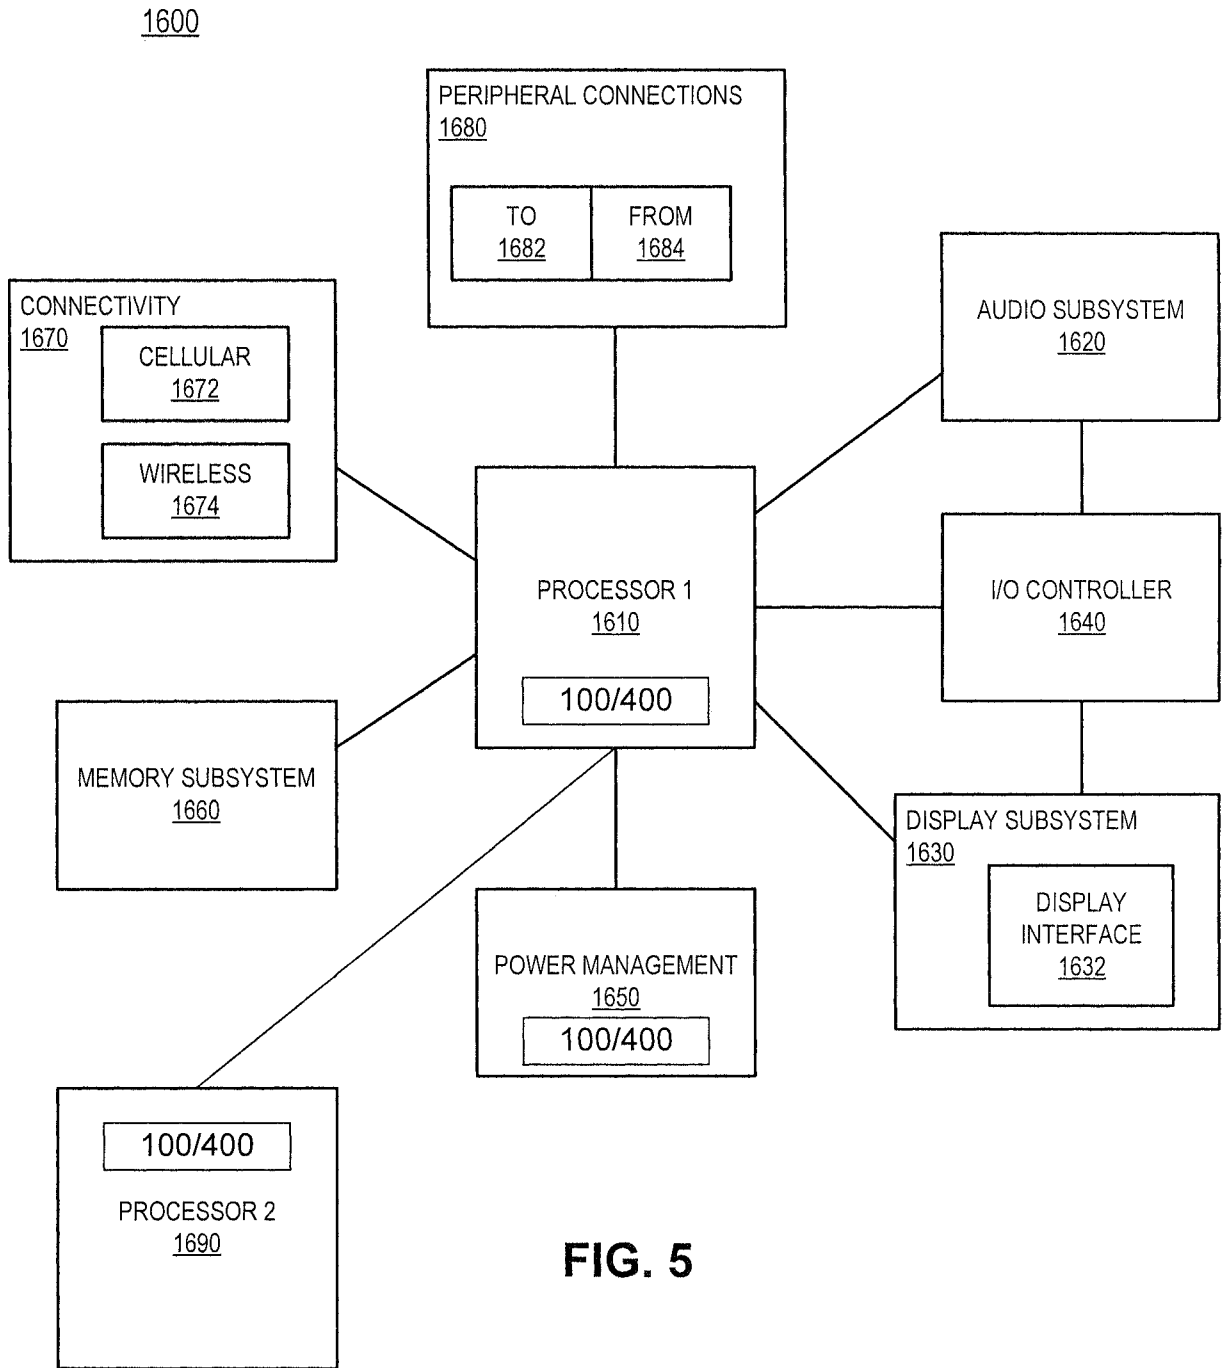 1600
PERIPHERAL CONNECTIONS
1680
TO
1682
FROM
1684
CONNECTIVITY
1670
CELLULAR
1672
WIRELESS
1674
AUDIO SUBSYSTEM
1620
PROCESSOR 1
1610
100/400
I/O CONTROLLER
1640
MEMORY SUBSYSTEM
1660
DISPLAY SUBSYSTEM
1630
DISPLAY
INTERFACE
1632
POWER MANAGEMENT
1650
100/400
100/400
PROCESSOR 2
1690
FIG. 5